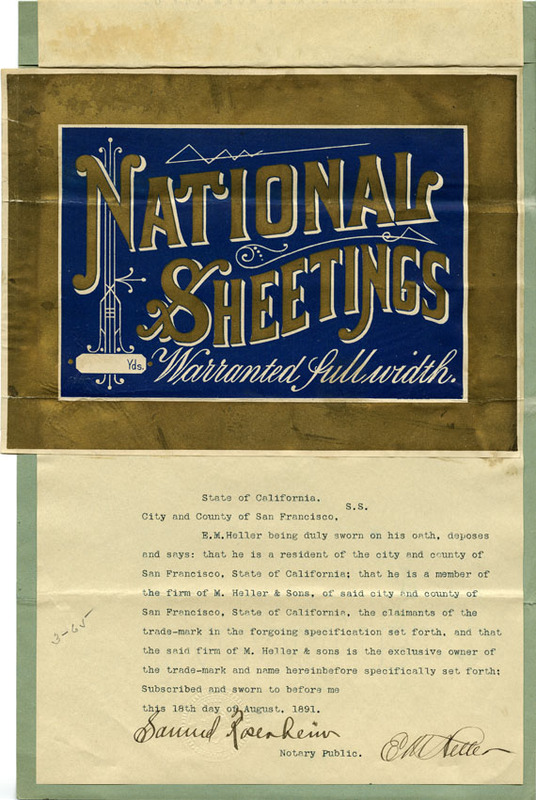 NATIONAL
SHEETINGS
Yds.
Warranted full width.
State of California.
S.S.
City and County of San Francisco,
E.M.Heller being duly sworn on his oath, deposes
and says: that he is a resident of the city and county of
San Francisco, State of California; that he is a member of
the firm of M. Heller & Sons, of said city and county of
San Francisco, State of California, the claimants of the
trade-mark in the forgoing specification set forth, and that
the said firm of M. Heller & sons is the exclusive owner of
the trade-mark and name hereinbefore specifically set forth:
Subscribed and sworn to before me
this 18th day of August, 1891.
Samuel Rosenheim
Notary Public.
E M Heller
3-65